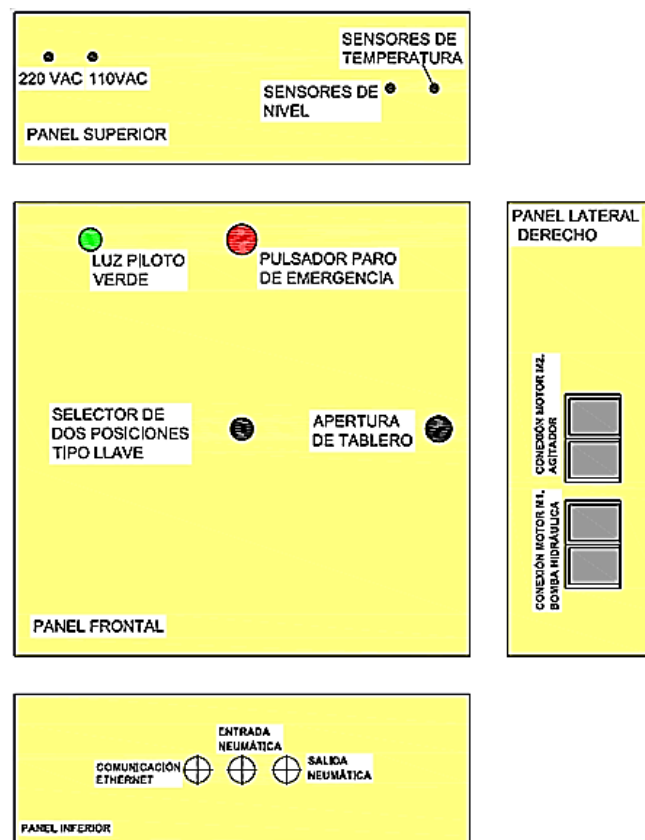 SENSORES DE
TEMPERATURA
220 VAC 110VAC
SENSORES DE
NIVEL
PANEL SUPERIOR
LUZ PILOTO
VERDE
PULSADOR PARO
DE EMERGENCIA
SELECTOR DE
DOS POSICIONES
TIPO LLAVE
APERTURA
DE TABLERO
PANEL FRONTAL
PANEL LATERAL
DERECHO
CONEXIÓN MOTOR M2.
AGITADOR
CONEXIÓN MOTOR M1.
BOMBA HIDRÁULICA
ENTRADA
NEUMÁTICA
COMUNICACIÓN
ETHERNET
SALIDA
NEUMÁTICA
PANEL INFERIOR